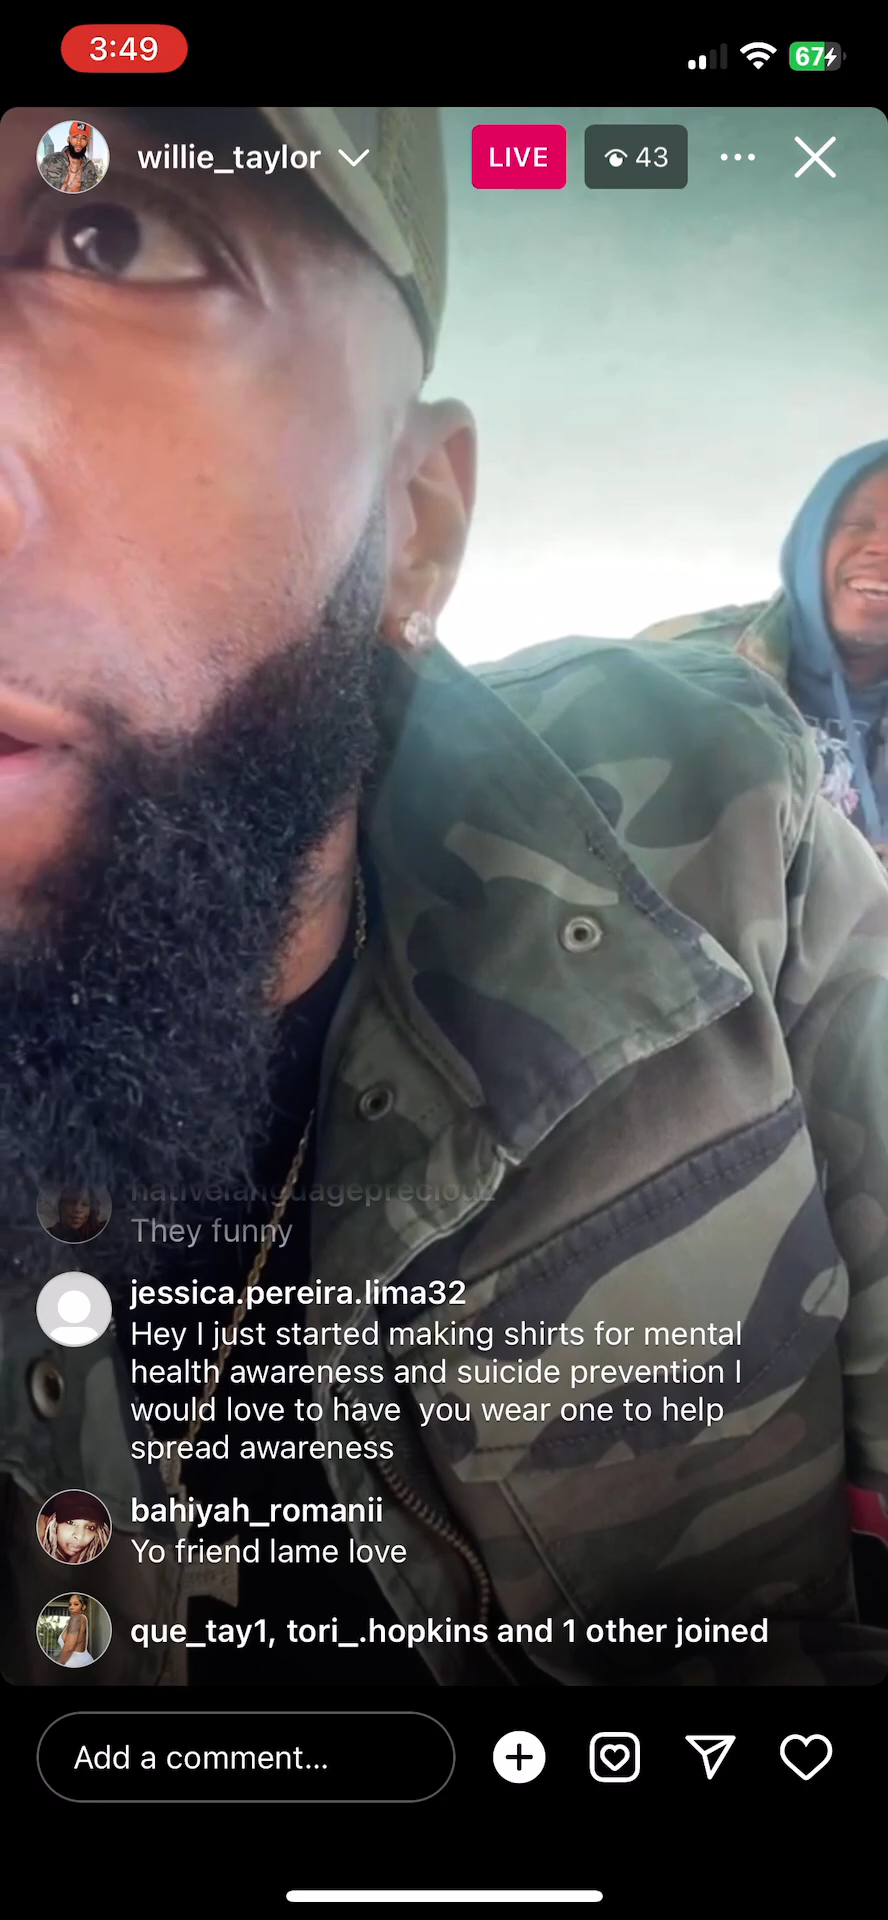 3:49
67
willie_taylor
LIVE
43
nativelanguageprecious
They funny
jessica.pereira.lima32
Hey I just started making shirts for mental
health awareness and suicide prevention I
would love to have  you wear one to help
spread awareness
bahiyah_romanii
Yo friend lame love
que_tay1, tori_.hopkins and 1 other joined
Add a comment...